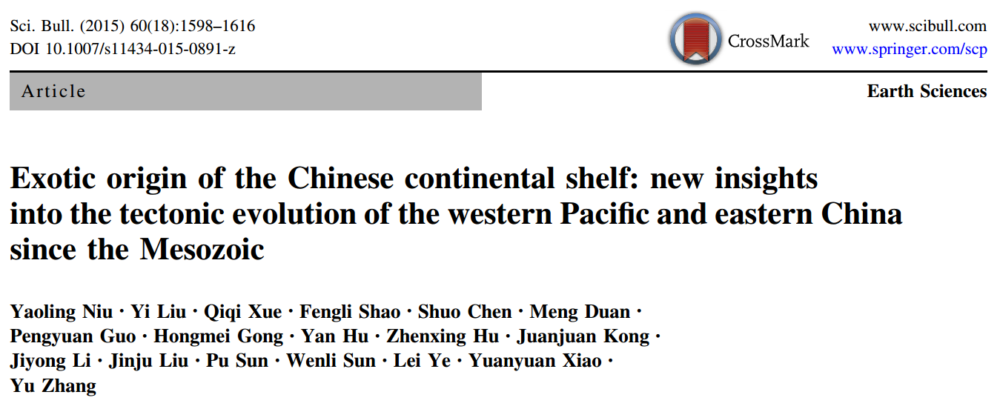 Sci. Bull. (2015) 60(18):1598–1616
DOI 10.1007/s11434-015-0891-z
CrossMark
www.scibull.com
www.springer.com/scp
Article
Earth Sciences
Exotic origin of the Chinese continental shelf: new insights
into the tectonic evolution of the western Pacific and eastern China
since the Mesozoic
Yaoling Niu · Yi Liu · Qiqi Xue · Fengli Shao · Shuo Chen · Meng Duan ·
Pengyuan Guo · Hongmei Gong · Yan Hu · Zhenxing Hu · Juanjuan Kong ·
Jiyong Li · Jinju Liu · Pu Sun · Wenli Sun · Lei Ye · Yuanyuan Xiao ·
Yu Zhang